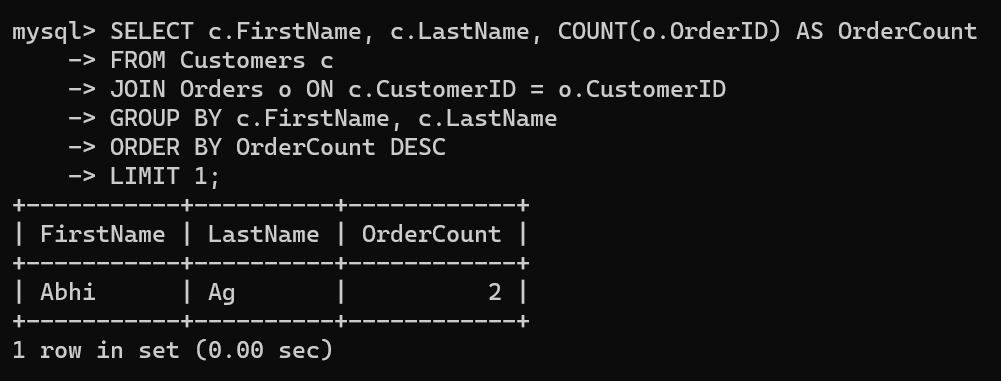 mysql> SELECT c.FirstName, c.LastName, COUNT(o.OrderID) AS OrderCount
    -> FROM Customers c
    -> JOIN Orders o ON c.CustomerID = o.CustomerID
    -> GROUP BY c.FirstName, c.LastName
    -> ORDER BY OrderCount DESC
    -> LIMIT 1;
+-----------+----------+------------+
| FirstName | LastName | OrderCount |
+-----------+----------+------------+
| Abhi      | Ag       |          2 |
+-----------+----------+------------+
1 row in set (0.00 sec)